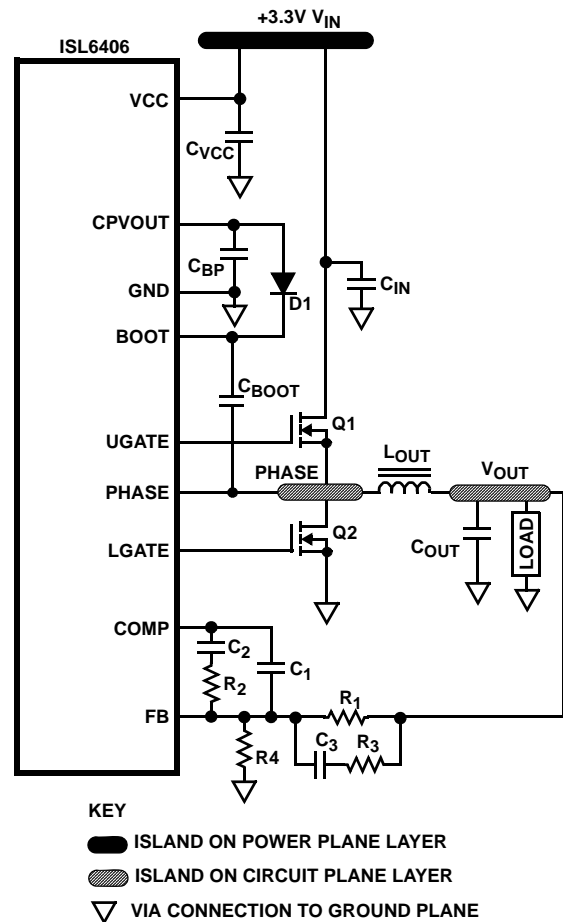 +3.3V VIN
ISL6406
VCC
CVCC
CPVOUT
CBP
GND
D1
CIN
BOOT
CBOOT
Q1
UGATE
LOUT
PHASE
PHASE
VOUT
Q2
COUT
LOAD
LGATE
COMP
C2
C1
R2
R1
FB
C3
R3
R4
KEY
ISLAND ON POWER PLANE LAYER
ISLAND ON CIRCUIT PLANE LAYER
VIA CONNECTION TO GROUND PLANE